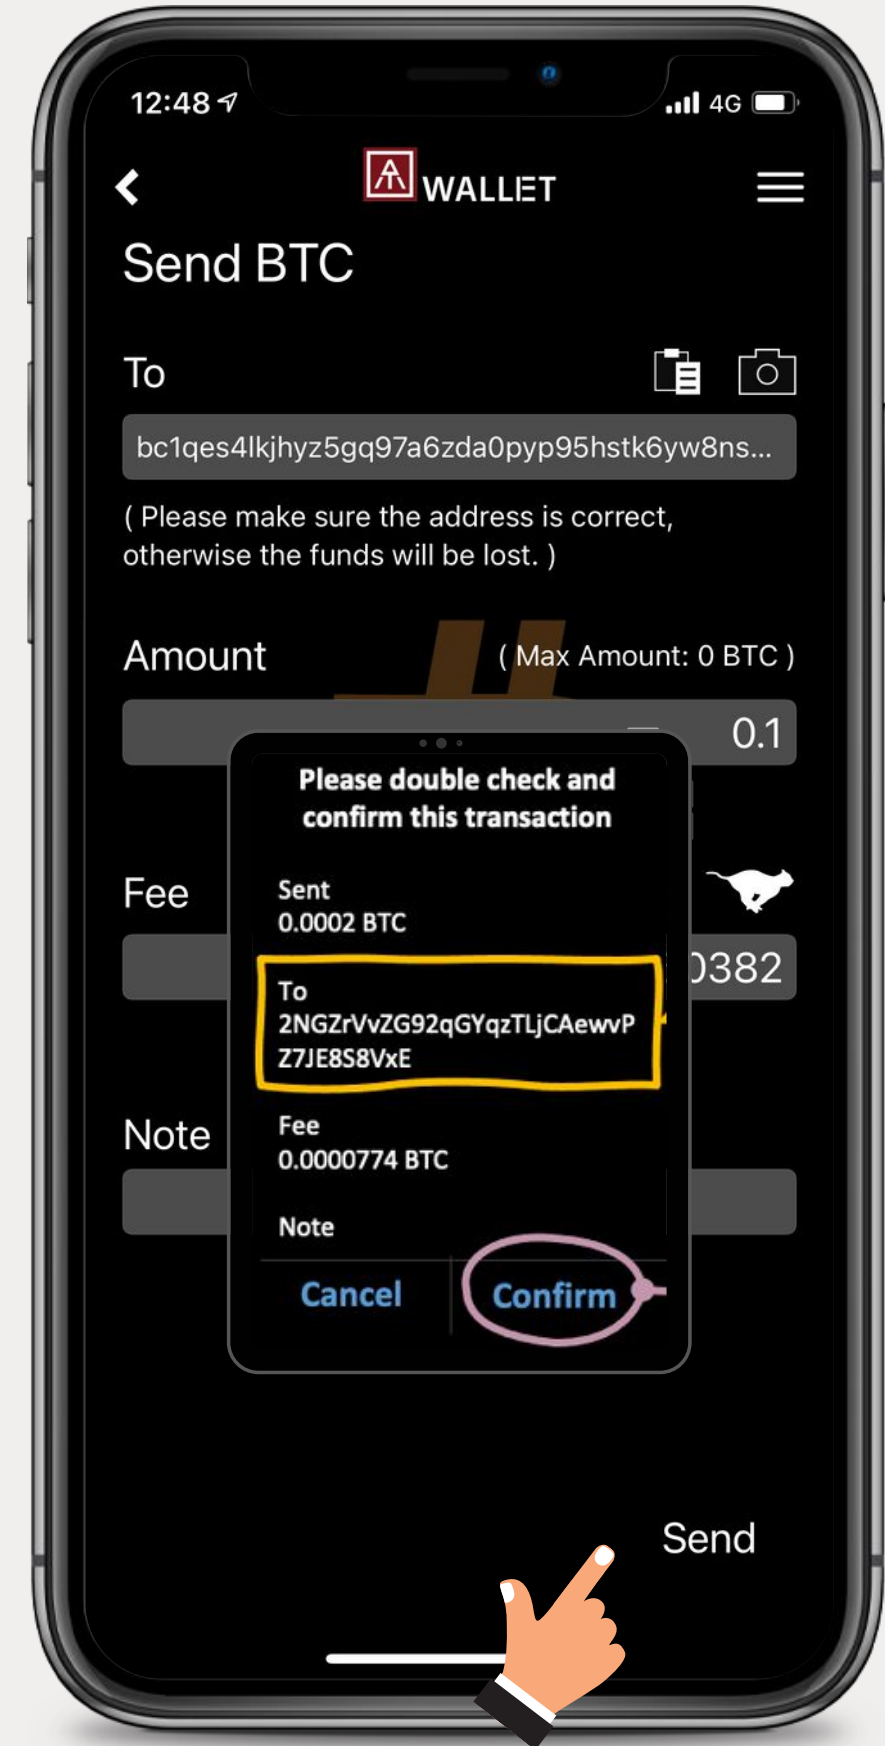 12:48
4G
WALLET
Send BTC
To
bc1qes4lkjhyz5gq97a6zda0pyp95hstk6yw8ns...
( Please make sure the address is correct,
otherwise the funds will be lost. )
Amount
( Max Amount: 0 BTC )
0.1
Please double check and
confirm this transaction
Sent
0.0002 BTC
To
2NGZrVvZG92qGYqzTLjCAewvP
Z7JE8S8VxE
Fee
0.0000774 BTC
Note
Cancel
Confirm
Fee
0382
Note
Send